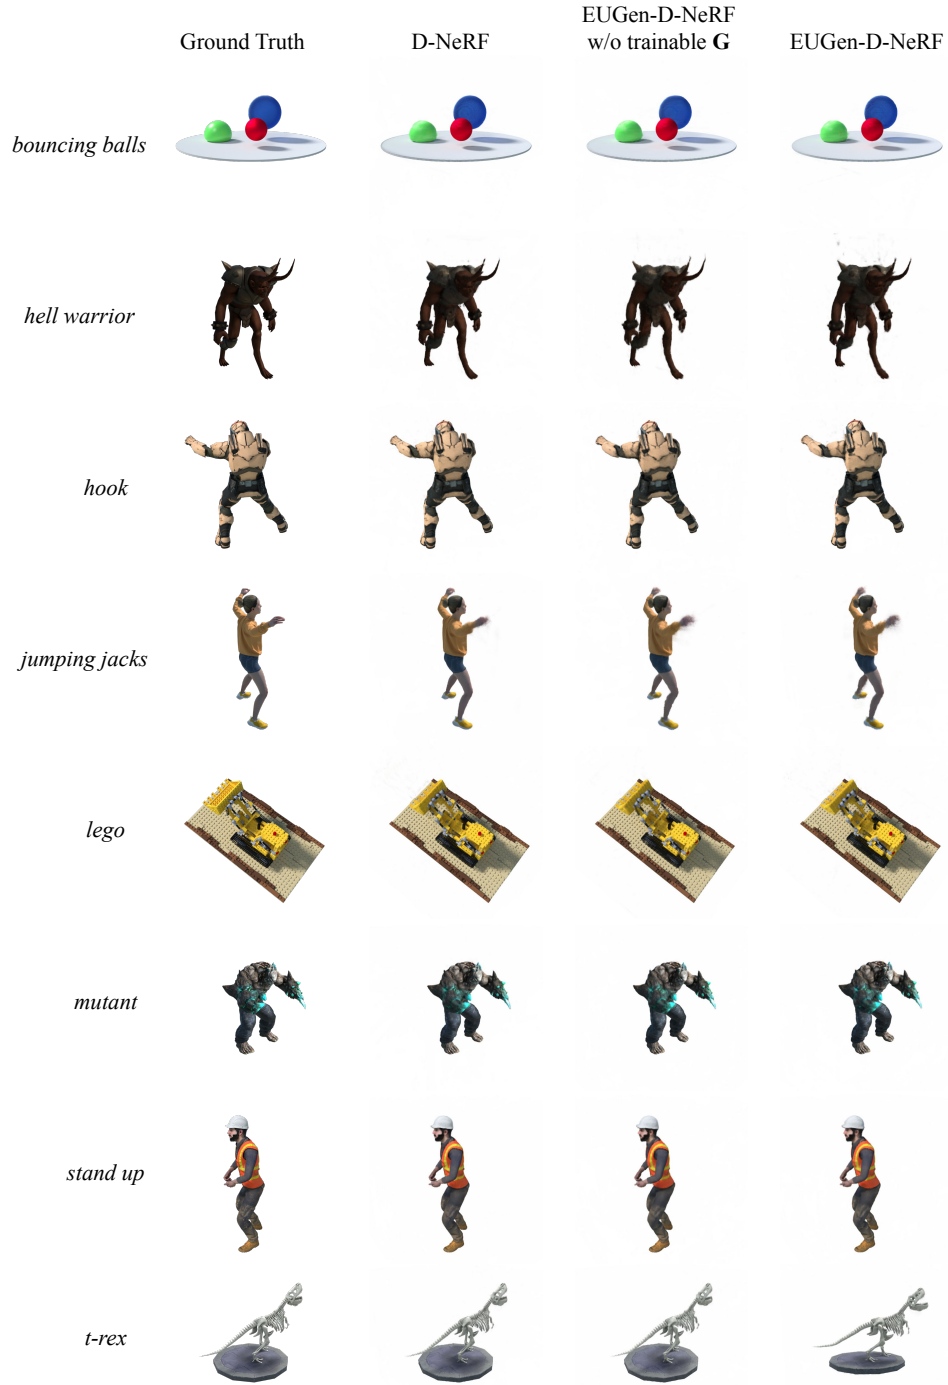 Ground Truth
D-NeRF
EUGen-D-NeRF
w/o trainable G
EUGen-D-NeRF
bouncing balls
hell warrior
hook
jumping jacks
lego
mutant
stand up
t-rex